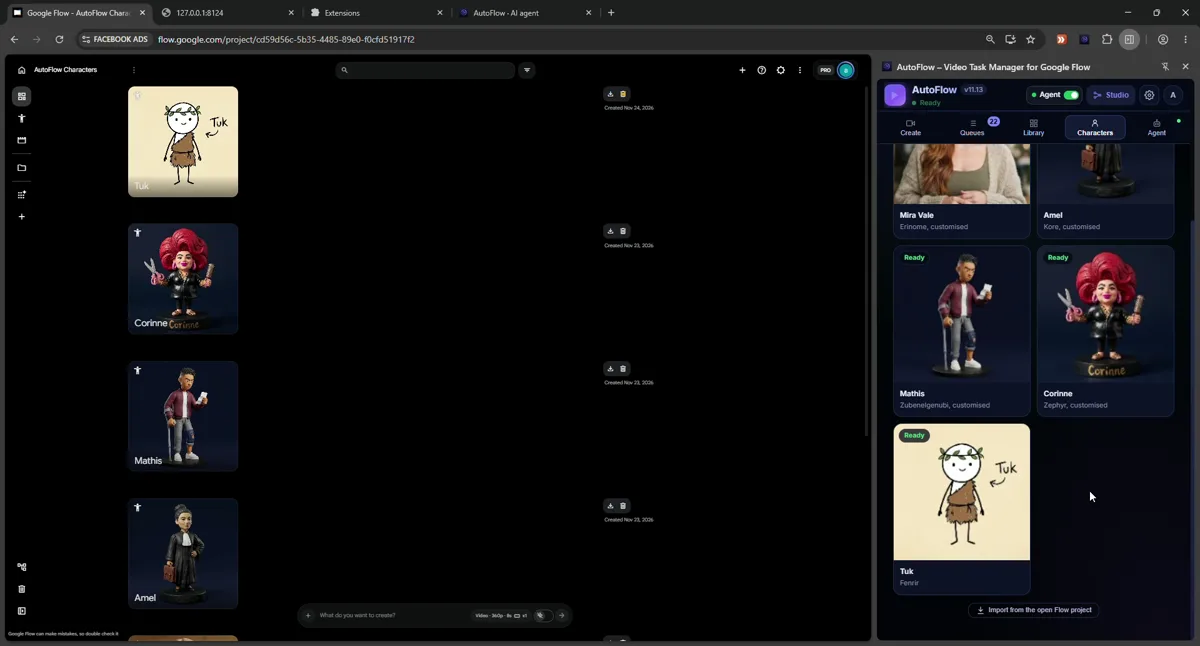 Google Flow - AutoFlow Chara
127.0.0.1:8124
Extensions
AutoFlow - AI agent
FACEBOOK ADS
flow.google.com/project/cd59d56c-5b35-4485-89e0-f0cfd51917f2
AutoFlow Characters
PRO
Tuk
Tuk
Created Nov 24, 2026
Corinne
Corinne
Created Nov 23, 2026
Mathis
Created Nov 23, 2026
Amel
Created Nov 23, 2026
What do you want to create?
Video · 360p · 8s
x1
Google Flow can make mistakes, so double check it
AutoFlow – Video Task Manager for Google Flow
AutoFlow
v11.13
Ready
Agent
Studio
A
Create
Queues
22
Library
Characters
Agent
Mira Vale
Erinome, customised
Amel
Kore, customised
Ready
Mathis
Zubenelgenubi, customised
Ready
Corinne
Corinne
Zephyr, customised
Ready
Tuk
Tuk
Fenrir
Import from the open Flow project